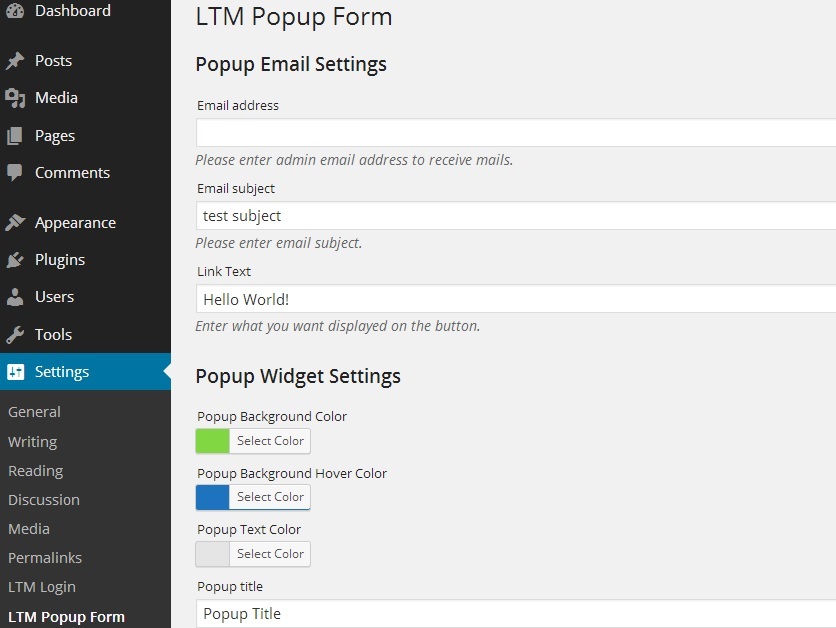 Dashboard
Posts
Media
Pages
Comments
Appearance
Plugins
Users
Tools
Settings
General
Writing
Reading
Discussion
Media
Permalinks
LTM Login
LTM Popup Form
LTM Popup Form
Popup Email Settings
Email address
Please enter admin email address to receive mails.
Email subject
test subject
Please enter email subject.
Link Text
Hello World!
Enter what you want displayed on the button.
Popup Widget Settings
Popup Background Color
Select Color
Popup Background Hover Color
Select Color
Popup Text Color
Select Color
Popup title
Popup Title